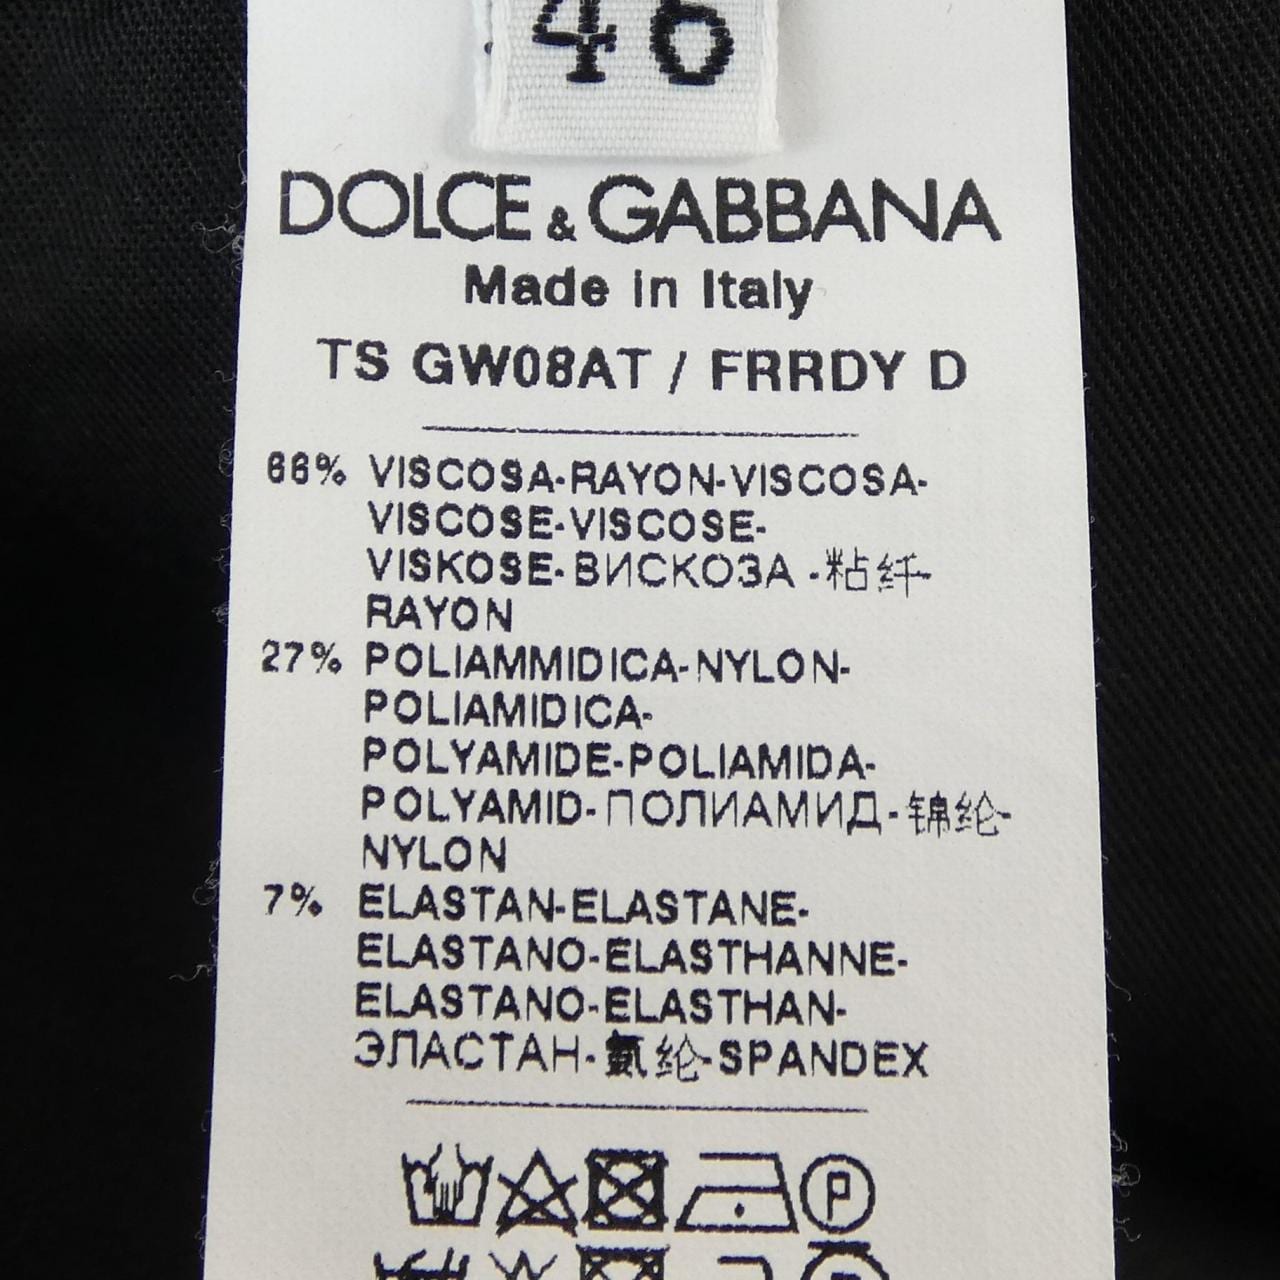 46
DOLCE & GABBANA
Made in Italy
TS GW08AT / FRRDY D
66% VISCOSA-RAYON-VISCOSA-
VISCOSE-VISCOSE-
VISKOSE-ВИСКОЗА -粘纤-
RAYON
27% POLIAMMIDICA-NYLON-
POLIAMIDICA-
POLYAMIDE-POLIAMIDA-
POLYAMID-ПОЛИАМИД-锦纶-
NYLON
7% ELASTAN-ELASTANE-
ELASTANO-ELASTHANNE-
ELASTANO-ELASTHAN-
ЭЛАСТАН-氨纶-SPANDEX
P